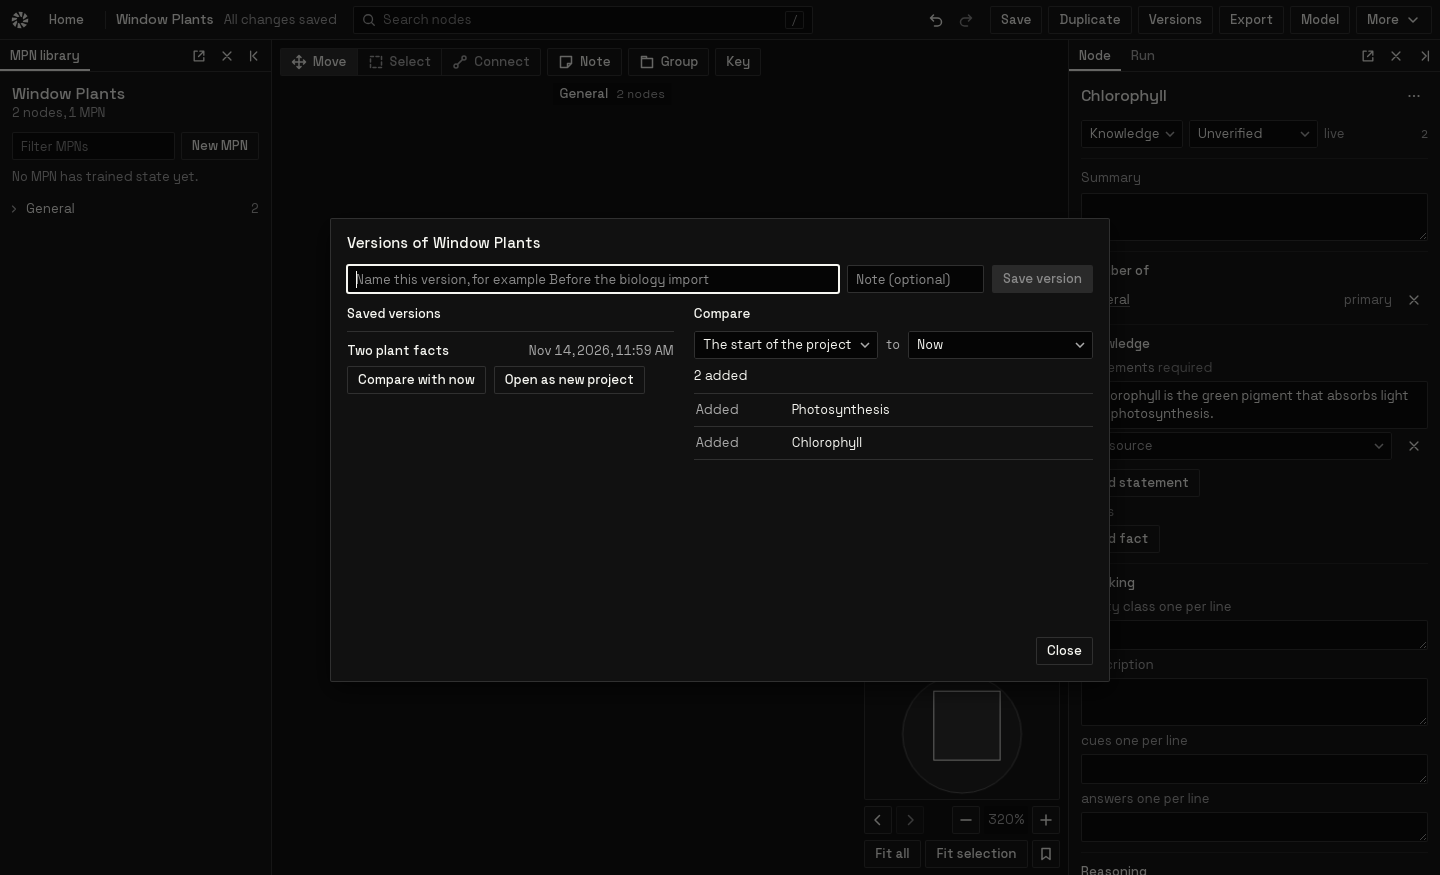 Home
Window Plants
All changes saved
Search nodes
/
Save
Duplicate
Versions
Export
Model
More
MPN library
Window Plants
2 nodes, 1 MPN
Filter MPNs
New MPN
No MPN has trained state yet.
General
2
Move
Select
Connect
Note
Group
Key
General 2 nodes
Versions of Window Plants
Name this version, for example Before the biology import
Note (optional)
Save version
Saved versions
Two plant facts
Nov 14, 2026, 11:59 AM
Compare with now
Open as new project
Compare
The start of the project
to
Now
2 added
Added
Photosynthesis
Added
Chlorophyll
Close
320%
Fit all
Fit selection
Node
Run
Chlorophyll
Knowledge
Unverified
live
2
Summary
ber of
eral
primary
wledge
ements required
orophyll is the green pigment that absorbs light
photosynthesis.
source
d statement
s
d fact
king
y class one per line
cription
cues one per line
answers one per line
Reasoning